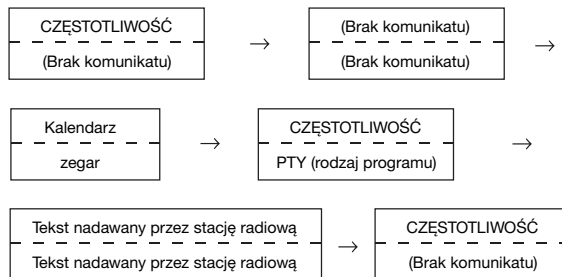 CZĘSTOTLIWOŚĆ
(Brak komunikatu)
(Brak komunikatu)
(Brak komunikatu)
Kalendarz
zegar
CZĘSTOTLIWOŚĆ
PTY (rodzaj programu)
Tekst nadawany przez stację radiową
Tekst nadawany przez stację radiową
CZĘSTOTLIWOŚĆ
(Brak komunikatu)